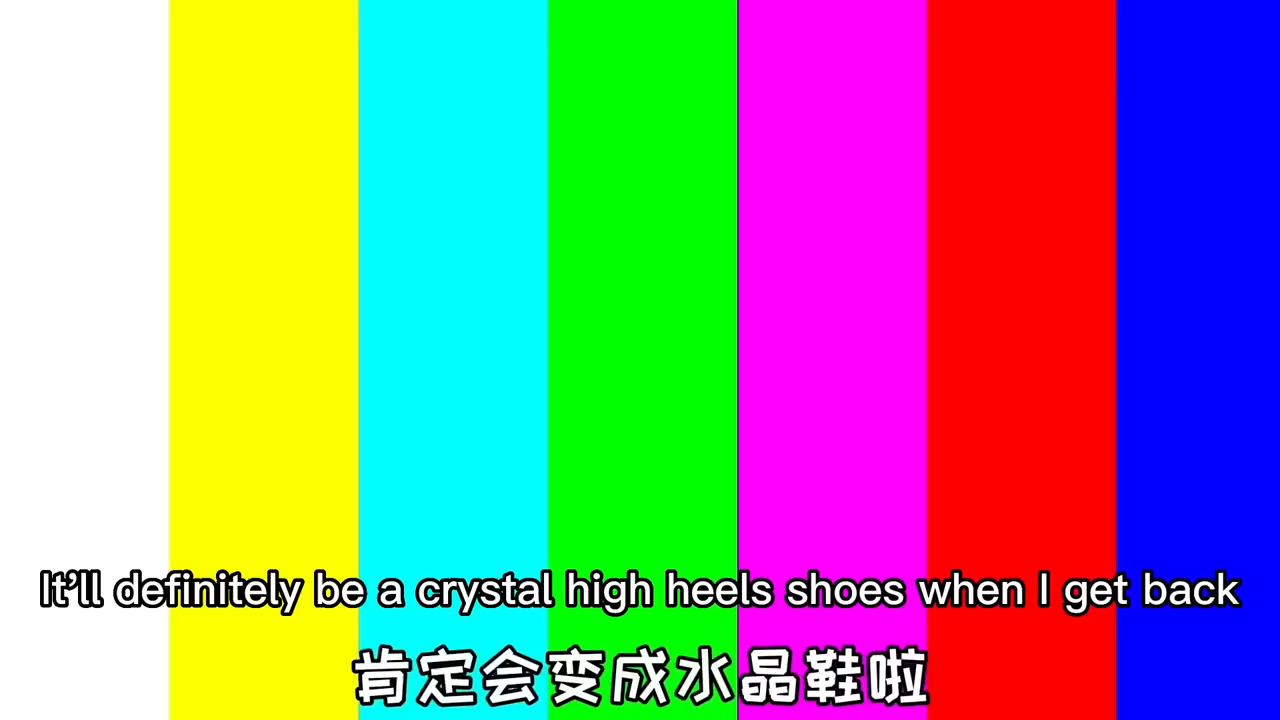 It'll definitely be a crystal high heels shoes when I get back
肯定会变成水晶鞋啦